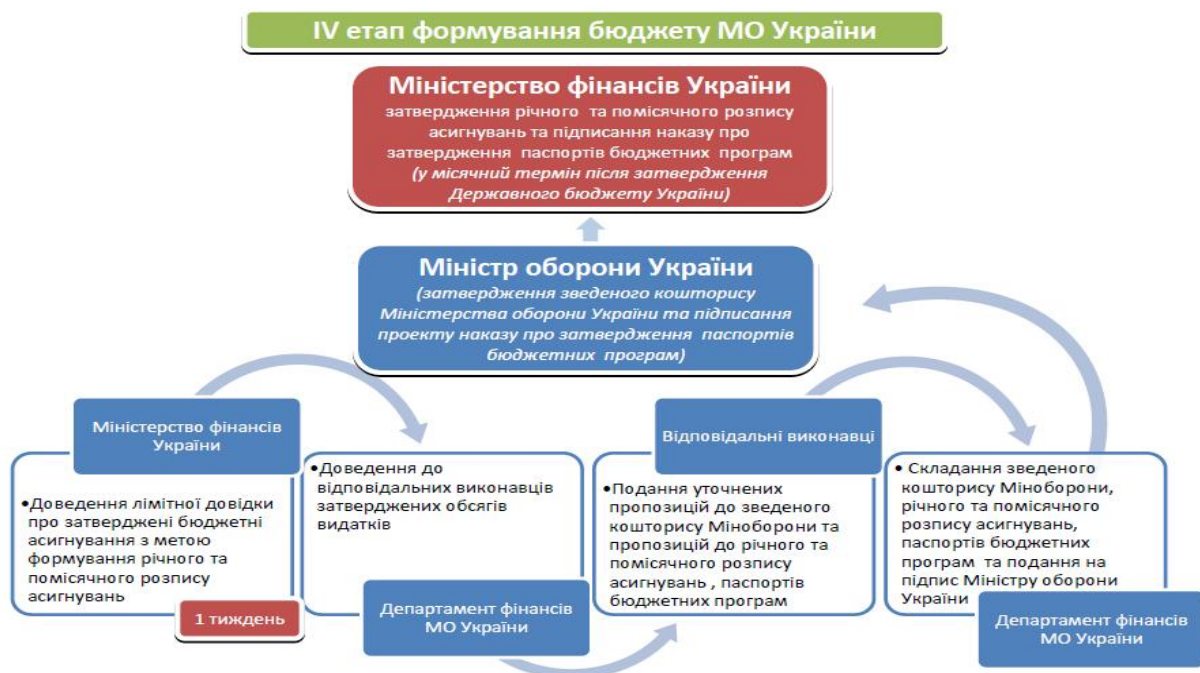 IV етап формування бюджету МО України
Міністерство фінансів України
затвердження річного та помісячного розпису
асигнувань та підписання наказу про
затвердження паспортів бюджетних програм
(у місячний термін після затвердження
Державного бюджету України)
Міністр оборони України
(затвердження зведеного кошторису
Міністерства оборони України та підписання
проекту наказу про затвердження паспортів
бюджетних програм)
Міністерство фінансів
України
•Доведення лімітної довідки
про затверджені бюджетні
асигнування з метою
формування річного та
помісячного розпису
асигнувань
1 тиждень
•Доведення до
відповідальних виконавців
затверджених обсягів
видатків
Департамент фінансів
МО України
Відповідальні виконавці
•Подання уточнених
пропозицій до зведеного
кошторису Міноборони та
пропозицій до річного та
помісячного розпису
асигнувань , паспортів
бюджетних програм
• Складання зведеного
кошторису Міноборони,
річного та помісячного
розпису асигнувань,
паспортів бюджетних
програм та подання на
підпис Міністру оборони
України
Департамент фінансів
МО України